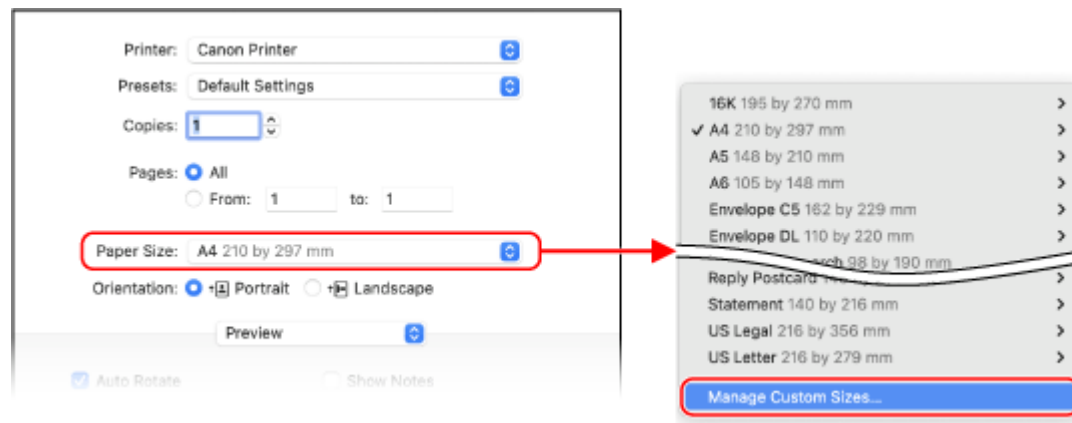 Printer: Canon Printer
Presets: Default Settings
Copies: 1
Pages: All
From: 1 to: 1
Paper Size: A4 210 by 297 mm
Orientation: Portrait Landscape
Preview
Auto Rotate Show Notes
16K 195 by 270 mm
A4 210 by 297 mm
A5 148 by 210 mm
A6 105 by 148 mm
Envelope C5 162 by 229 mm
Envelope DL 110 by 220 mm
98 by 190 mm
Reply Postcard
Statement 140 by 216 mm
US Legal 216 by 356 mm
US Letter 216 by 279 mm
Manage Custom Sizes...